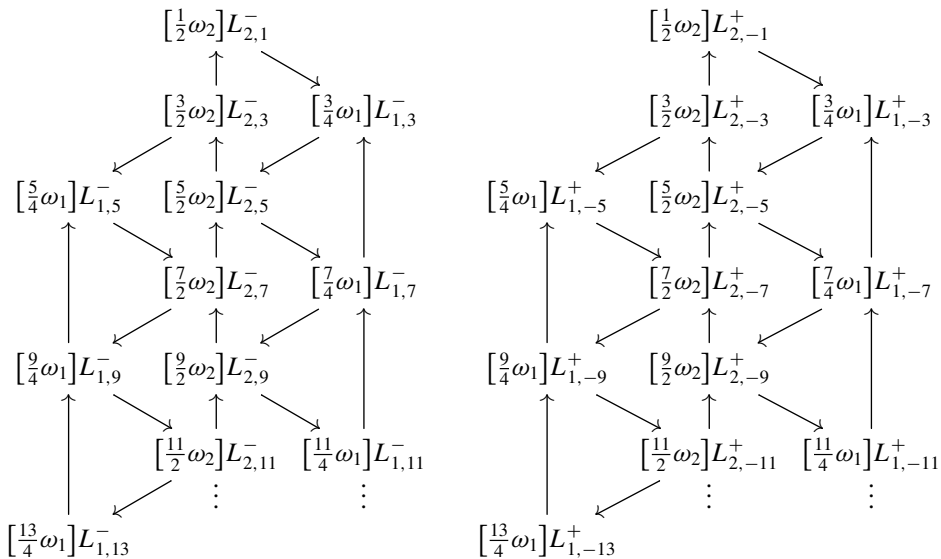 [1/2 ω₂]L⁻₂,₁ [1/2 ω₂]L⁺₂,₋₁
[3/2 ω₂]L⁻₂,₃ [3/4 ω₁]L⁻₁,₃ [3/2 ω₂]L⁺₂,₋₃ [3/4 ω₁]L⁺₁,₋₃
[5/4 ω₁]L⁻₁,₅ [5/2 ω₂]L⁻₂,₅ [5/4 ω₁]L⁺₁,₋₅ [5/2 ω₂]L⁺₂,₋₅
[7/2 ω₂]L⁻₂,₇ [7/4 ω₁]L⁻₁,₇ [7/2 ω₂]L⁺₂,₋₇ [7/4 ω₁]L⁺₁,₋₇
[9/4 ω₁]L⁻₁,₉ [9/2 ω₂]L⁻₂,₉ [9/4 ω₁]L⁺₁,₋₉ [9/2 ω₂]L⁺₂,₋₉
[11/2 ω₂]L⁻₂,₁₁ [11/4 ω₁]L⁻₁,₁₁ [11/2 ω₂]L⁺₂,₋₁₁ [11/4 ω₁]L⁺₁,₋₁₁
⋮ ⋮ ⋮ ⋮
[13/4 ω₁]L⁻₁,₁₃ [13/4 ω₁]L⁺₁,₋₁₃